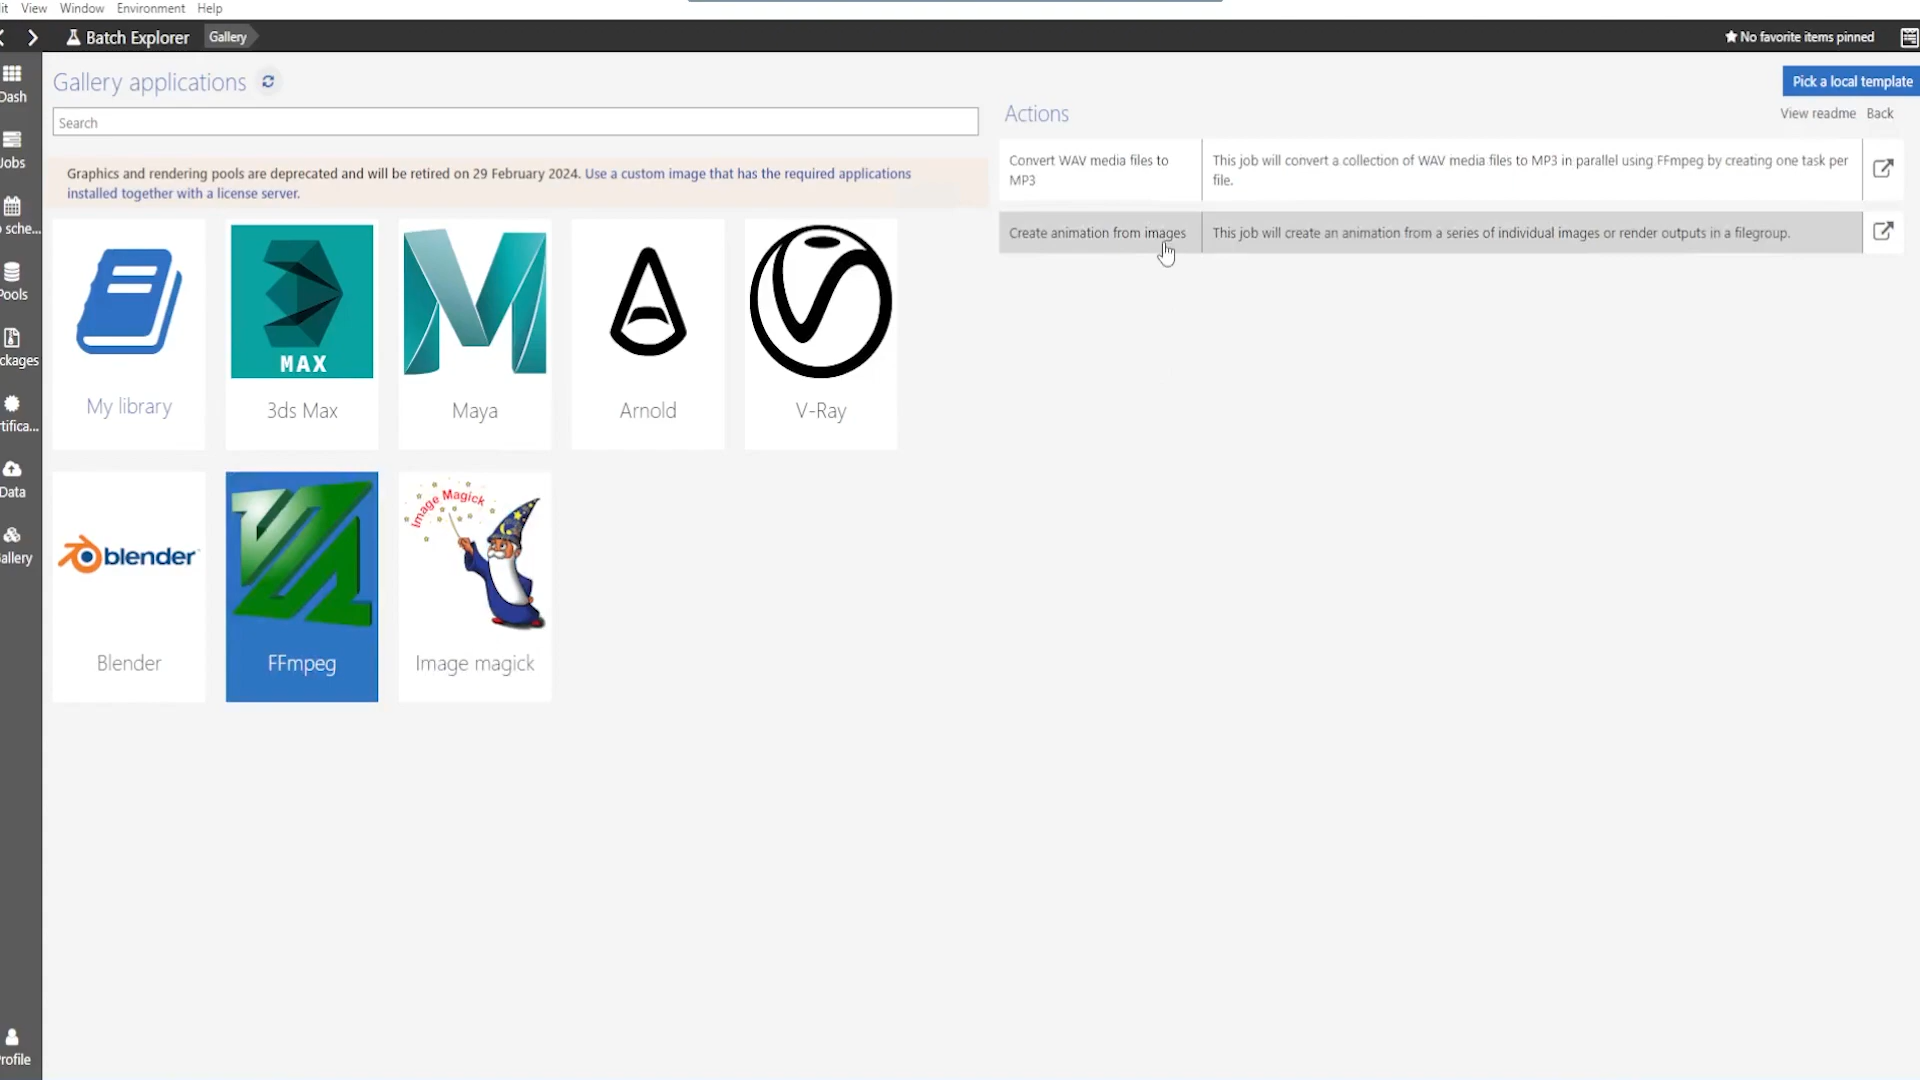 it View Window Environment Help
Batch Explorer Gallery No favorite items pinned
Dash
Jobs
o sche...
Pools
ckages
rtifica...
Data
allery
rofile
Gallery applications
Search
Graphics and rendering pools are deprecated and will be retired on 29 February 2024. Use a custom image that has the required applications
installed together with a license server.
My library
MAX
3ds Max
Maya
Arnold
V-Ray
blender
Blender
FFmpeg
Image Magick
Image magick
Pick a local template
Actions
View readme Back
Convert WAV media files to
MP3
This job will convert a collection of WAV media files to MP3 in parallel using FFmpeg by creating one task per
file.
Create animation from images
This job will create an animation from a series of individual images or render outputs in a filegroup.